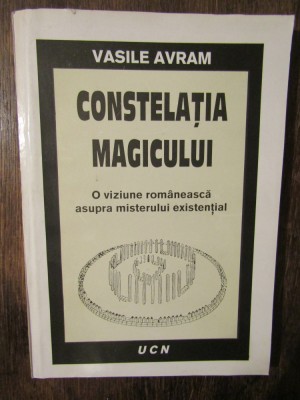 VASILE AVRAM
CONSTELAȚIA
MAGICULUI
O viziune românească
asupra misterului existențial
UCN